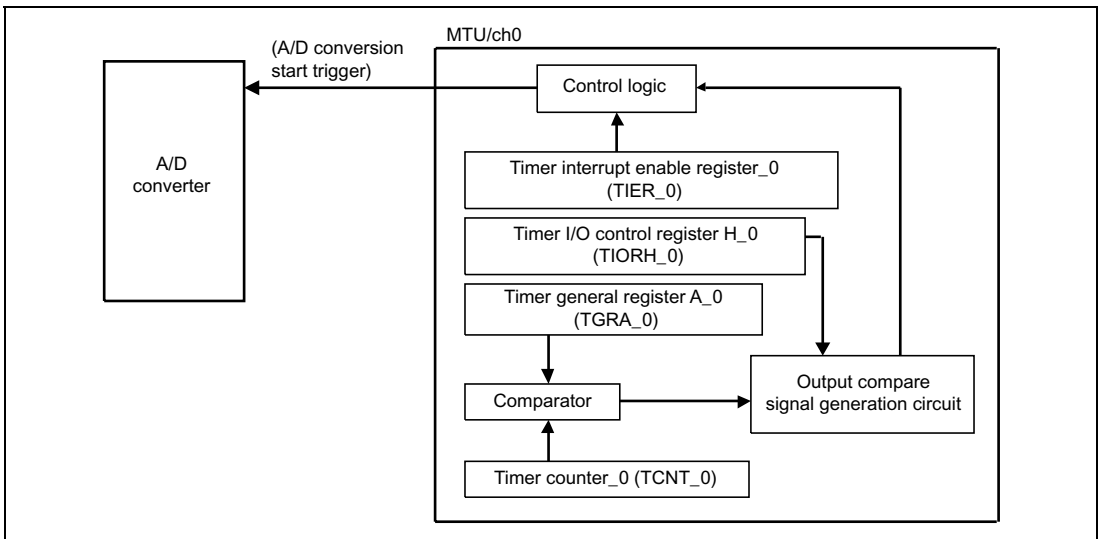 MTU/ch0
(A/D conversion
start trigger)
Control logic
A/D
converter
Timer interrupt enable register_0
(TIER_0)
Timer I/O control register H_0
(TIORH_0)
Timer general register A_0
(TGRA_0)
Comparator
Output compare
signal generation circuit
Timer counter_0 (TCNT_0)